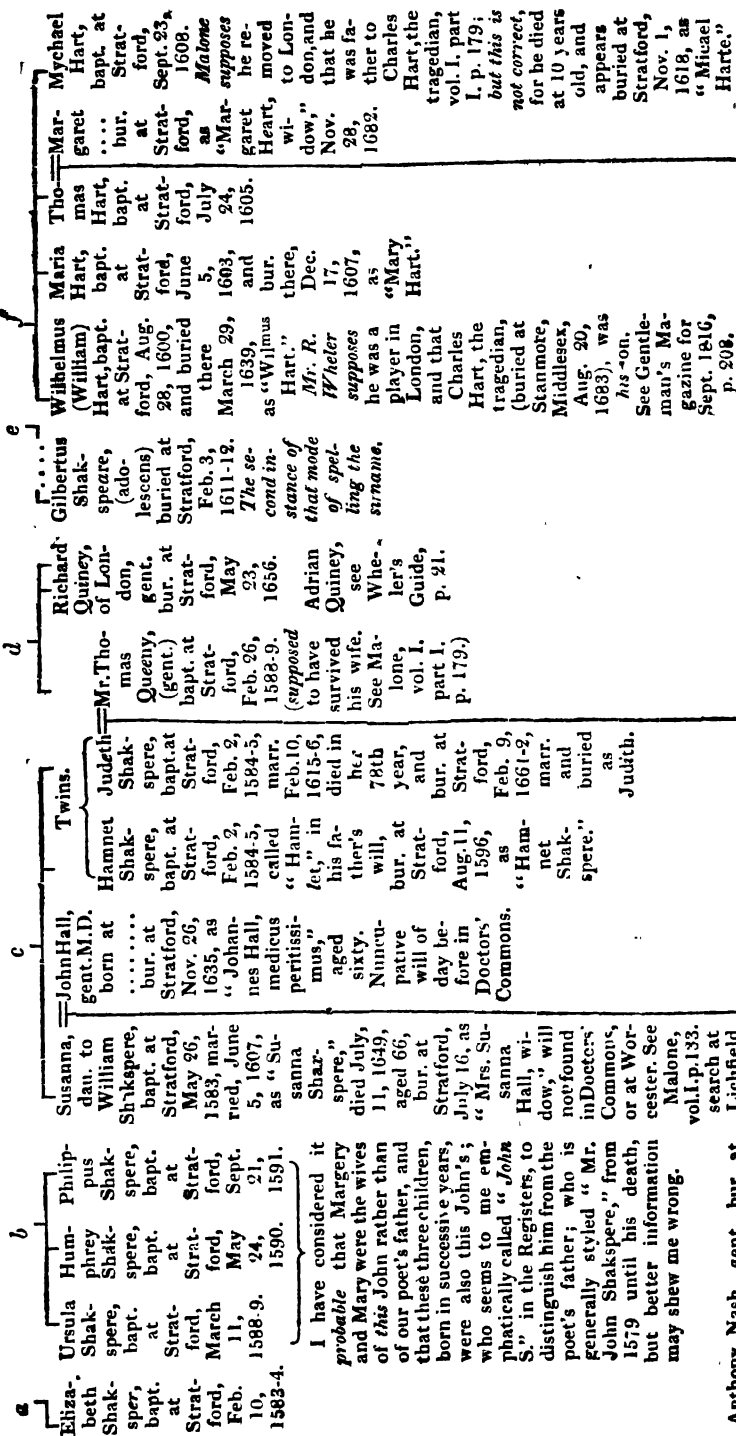 a
Eliza-
beth
Shak-
sper,
bapt.
at
Strat-
ford,
Feb.
10,
1583-4.
b
Ursula
Shak-
spere,
bapt.
at
Strat-
ford,
March
11,
1588-9.
Hum-
phrey
Shak-
spere,
bapt.
at
Strat-
ford,
May
24,
1590.
Philip-
pus
Shak-
spere,
bapt.
at
Strat-
ford,
Sept.
21,
1591.
I have considered it
probable that Margery
and Mary were the wives
of this John rather than
of our poet's father, and
that these three children,
born in successive years,
were also this John's;
who seems to me em-
phatically called "John
S." in the Registers, to
distinguish him from the
poet's father; who is
generally styled "Mr.
John Shakspere," from
1579 until his death,
but better information
may shew me wrong.
Anthony Nash, gent. bur. at
c
Susanna,
dau. to
William
Shakspere,
bapt. at
Stratford,
May 26,
1583, mar-
ried, June
5, 1607,
as "Su-
sanna
Shax-
spere,"
died July,
11, 1649,
aged 66,
bur. at
Stratford,
July 16, as
"Mrs. Su-
sanna
Hall, wi-
dow," will
not found
in Doctors'
Commons,
or at Wor-
cester. See
Malone,
vol. I. p. 133.
search at
Lichfield
=John Hall,
gent. M.D.
born at
........
bur. at
Stratford,
Nov. 26,
1635, as
"Johan-
nes Hall,
medicus
peritissi-
mus,"
aged
sixty.
Nuncu-
pative
will of
day be-
fore in
Doctors'
Commons.
Twins.
Hamnet
Shak-
spere,
bapt. at
Strat-
ford,
Feb. 2,
1584-5,
called
"Ham-
let," in
his fa-
ther's
will,
bur. at
Strat-
ford,
Aug. 11,
1596,
as
"Ham-
net
Shak-
spere."
Judeth
Shak-
spere,
bapt. at
Strat-
ford,
Feb. 2,
1584-5,
marr.
Feb. 10,
1615-6,
died in
her
78th
year,
and
bur. at
Strat-
ford,
Feb. 9,
1661-2,
marr.
and
buried
as
Judith.
d
=Mr. Tho-
mas
Queeny,
(gent.)
bapt. at
Strat-
ford,
Feb. 26,
1588-9.
(supposed
to have
survived
his wife.
See Ma-
lone,
vol. I.
part I.
p. 179.)
Richard
Quiney,
of Lon-
don,
gent.
bur. at
Strat-
ford,
May
23,
1656.
Adrian
Quiney,
see
Whe-
ler's
Guide,
p. 21.
e
.....
Gilbertus
Shak-
speare,
(ado-
lescens)
buried at
Stratford,
Feb. 3,
1611-12.
The se-
cond in-
stance of
that mode
of spel-
ling the
surname.
f
Wilhelmus
(William)
Hart, bapt.
at Strat-
ford, Aug.
28, 1600,
and buried
there
March 29,
1639,
as "Wilmus
Hart."
Mr. R.
Wheler
supposes
he was a
player in
London,
and that
Charles
Hart, the
tragedian,
(buried at
Stanmore,
Middlesex,
Aug. 20,
1683), was
his son.
See Gentle-
man's Ma-
gazine for
Sept. 1816,
p. 208.
Maria
Hart,
bapt.
at
Strat-
ford,
June
5,
1603,
and
bur.
there,
Dec.
17,
1607,
as
"Mary
Hart."
Tho-
mas
Hart,
bapt.
at
Strat-
ford,
July
24,
1605.
=Mar-
garet
....
bur.
at
Strat-
ford,
as
"Mar-
garet
Heart,
wi-
dow,"
Nov.
28,
1682.
Mychael
Hart,
bapt. at
Strat-
ford,
Sept. 23,
1608.
Malone
supposes
he re-
moved
to Lon-
don, and
that he
was fa-
ther to
Charles
Hart, the
tragedian,
vol. I. part
I. p. 179;
but this is
not correct,
for he died
at 10 years
old, and
appears
buried at
Stratford,
Nov. 1,
1618, as
"Micael
Harte."